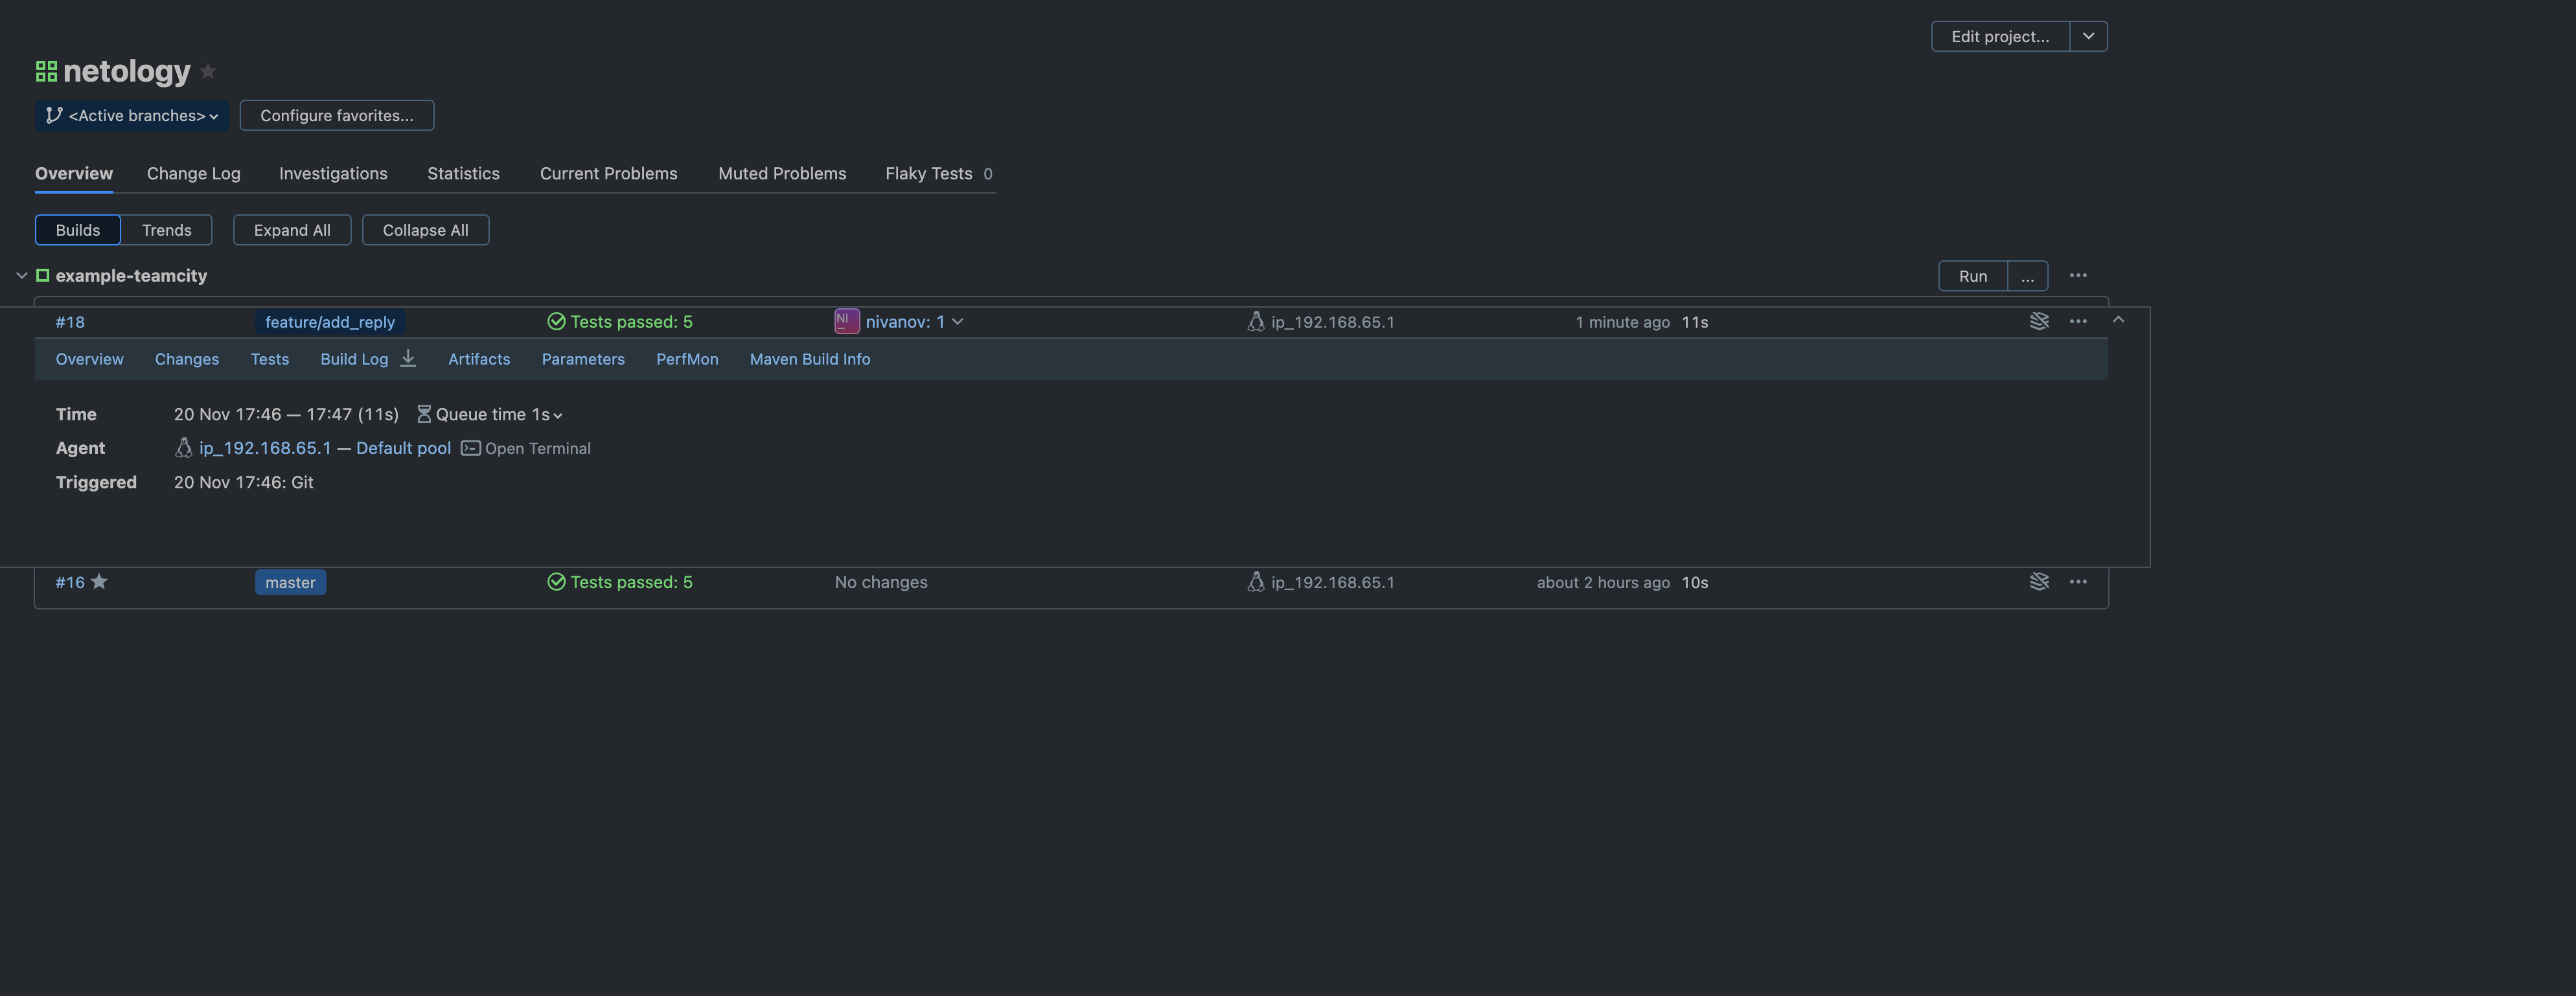 Edit project...
netology
<Active branches> Configure favorites...
Overview Change Log Investigations Statistics Current Problems Muted Problems Flaky Tests 0
Builds Trends Expand All Collapse All
example-teamcity Run ...
#18 feature/add_reply Tests passed: 5 NI nivanov: 1 ip_192.168.65.1 1 minute ago 11s
Overview Changes Tests Build Log Artifacts Parameters PerfMon Maven Build Info
Time 20 Nov 17:46 — 17:47 (11s) Queue time 1s
Agent ip_192.168.65.1 — Default pool Open Terminal
Triggered 20 Nov 17:46: Git
#16 master Tests passed: 5 No changes ip_192.168.65.1 about 2 hours ago 10s